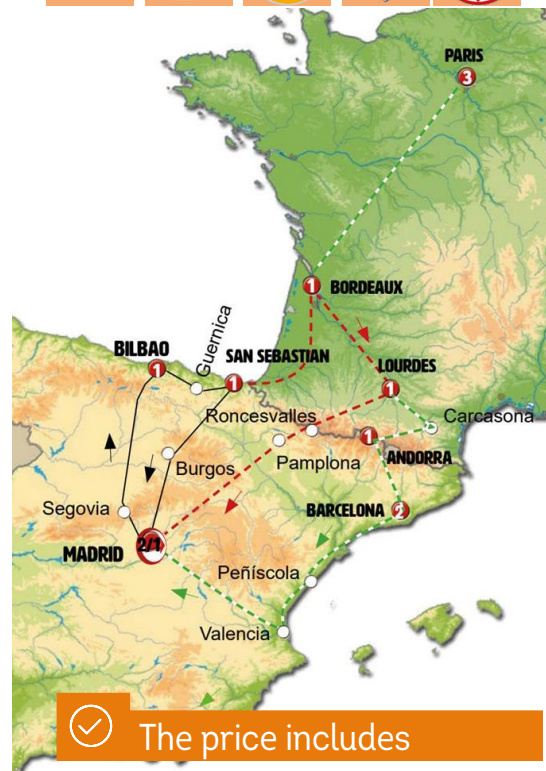 PARIS
3
1 BORDEAUX
Guernica
BILBAO
1
SAN SEBASTIAN
1
LOURDES
1
Roncesvalles
Carcasona
1
ANDORRA
Pamplona
Burgos
Segovia
BARCELONA 2
MADRID 2/1
Peñíscola
Valencia
The price includes